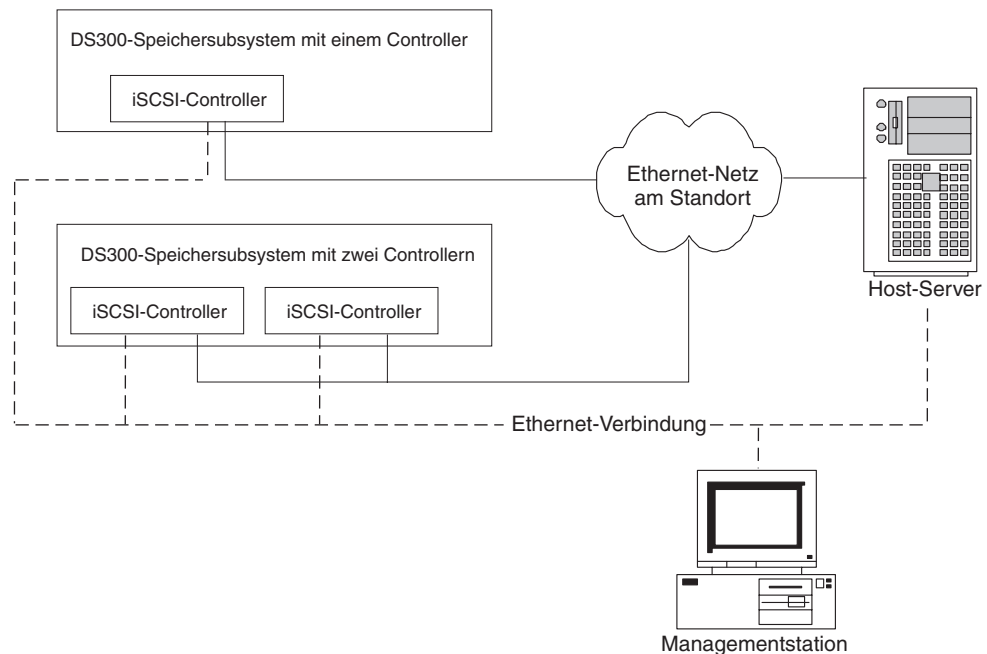 DS300-Speichersubsystem mit einem Controller
iSCSI-Controller
Ethernet-Netz
am Standort
DS300-Speichersubsystem mit zwei Controllern
iSCSI-Controller
iSCSI-Controller
Host-Server
Ethernet-Verbindung
Managementstation